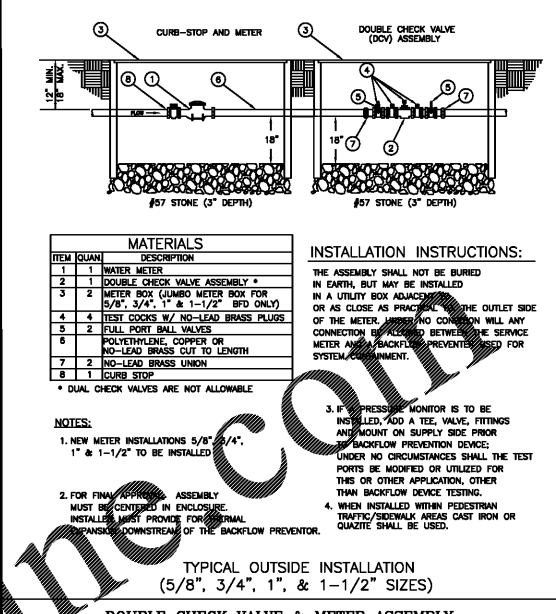 3
CURB-STOP AND METER
3
DOUBLE CHECK VALVE
(DCV) ASSEMBLY
12" MIN.
18" MAX.
8
1
6
4
5
5
7
FLOW
18"
18"
7
2
#57 STONE (3" DEPTH)
#57 STONE (3" DEPTH)
MATERIALS
ITEM QUAN. DESCRIPTION
1 1 WATER METER
2 1 DOUBLE CHECK VALVE ASSEMBLY *
3 2 METER BOX (JUMBO METER BOX FOR
5/8", 3/4", 1" & 1-1/2" BFD ONLY)
4 4 TEST COCKS W/ NO-LEAD BRASS PLUGS
5 2 FULL PORT BALL VALVES
6 POLYETHYLENE, COPPER OR
NO-LEAD BRASS CUT TO LENGTH
7 2 NO-LEAD BRASS UNION
8 1 CURB STOP
* DUAL CHECK VALVES ARE NOT ALLOWABLE
INSTALLATION INSTRUCTIONS:
THE ASSEMBLY SHALL NOT BE BURIED
IN EARTH, BUT MAY BE INSTALLED
IN A UTILITY BOX ADJACENT TO
OR AS CLOSE AS PRACTICAL TO THE OUTLET SIDE
OF THE METER. UNDER NO CONDITION WILL ANY
CONNECTION BE ALLOWED BETWEEN THE SERVICE
METER AND A BACKFLOW PREVENTER USED FOR
SYSTEM CONTAINMENT.
NOTES:
1. NEW METER INSTALLATIONS 5/8", 3/4",
1" & 1-1/2" TO BE INSTALLED
2. FOR FINAL APPROVAL ASSEMBLY
MUST BE CENTERED IN ENCLOSURE.
INSTALLER MUST PROVIDE FOR THERMAL
EXPANSION DOWNSTREAM OF THE BACKFLOW PREVENTOR.
3. IF A PRESSURE MONITOR IS TO BE
INSTALLED, ADD A TEE, VALVE, FITTINGS
AND MOUNT ON SUPPLY SIDE PRIOR
TO BACKFLOW PREVENTION DEVICE;
UNDER NO CIRCUMSTANCES SHALL THE TEST
PORTS BE MODIFIED OR UTILIZED FOR
THIS OR OTHER APPLICATION, OTHER
THAN BACKFLOW DEVICE TESTING.
4. WHEN INSTALLED WITHIN PEDESTRIAN
TRAFFIC/SIDEWALK AREAS CAST IRON OR
QUAZITE SHALL BE USED.
ne.com
TYPICAL OUTSIDE INSTALLATION
(5/8", 3/4", 1", & 1-1/2" SIZES)
DOUBLE CHECK VALVE & METER ASSEMBLY